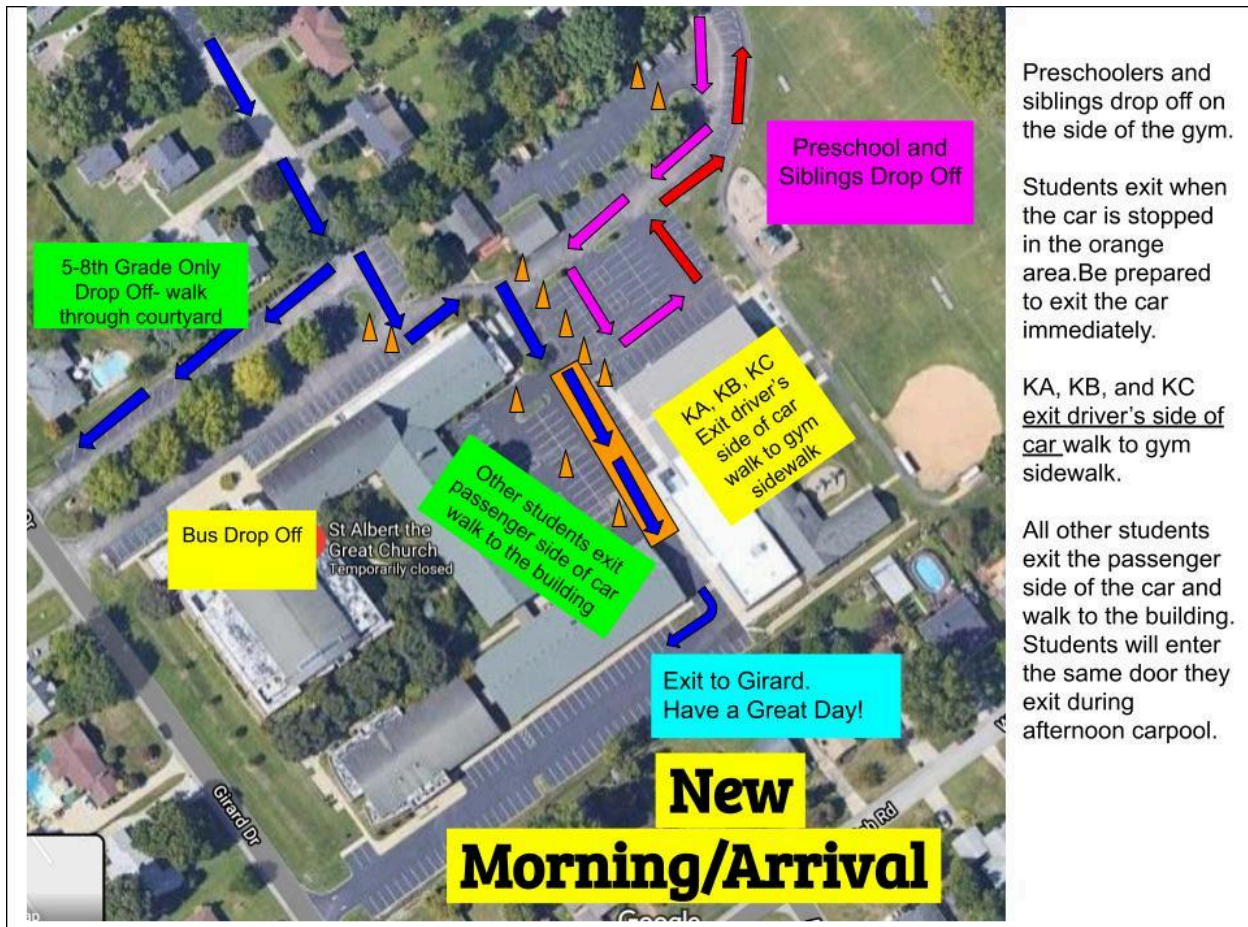 Preschool and
Siblings Drop Off
5-8th Grade Only
Drop Off- walk
through courtyard
KA, KB, KC
Exit driver's
side of car
walk to gym
sidewalk
Other students exit
passenger side of car
walk to the building
Bus Drop Off
St Albert the
Great Church
Temporarily closed
Exit to Girard.
Have a Great Day!
Girard Dr
New
Morning/Arrival
Google
Preschoolers and
siblings drop off on
the side of the gym.
Students exit when
the car is stopped
in the orange
area.Be prepared
to exit the car
immediately.
KA, KB, and KC
exit driver's side of
car walk to gym
sidewalk.
All other students
exit the passenger
side of the car and
walk to the building.
Students will enter
the same door they
exit during
afternoon carpool.